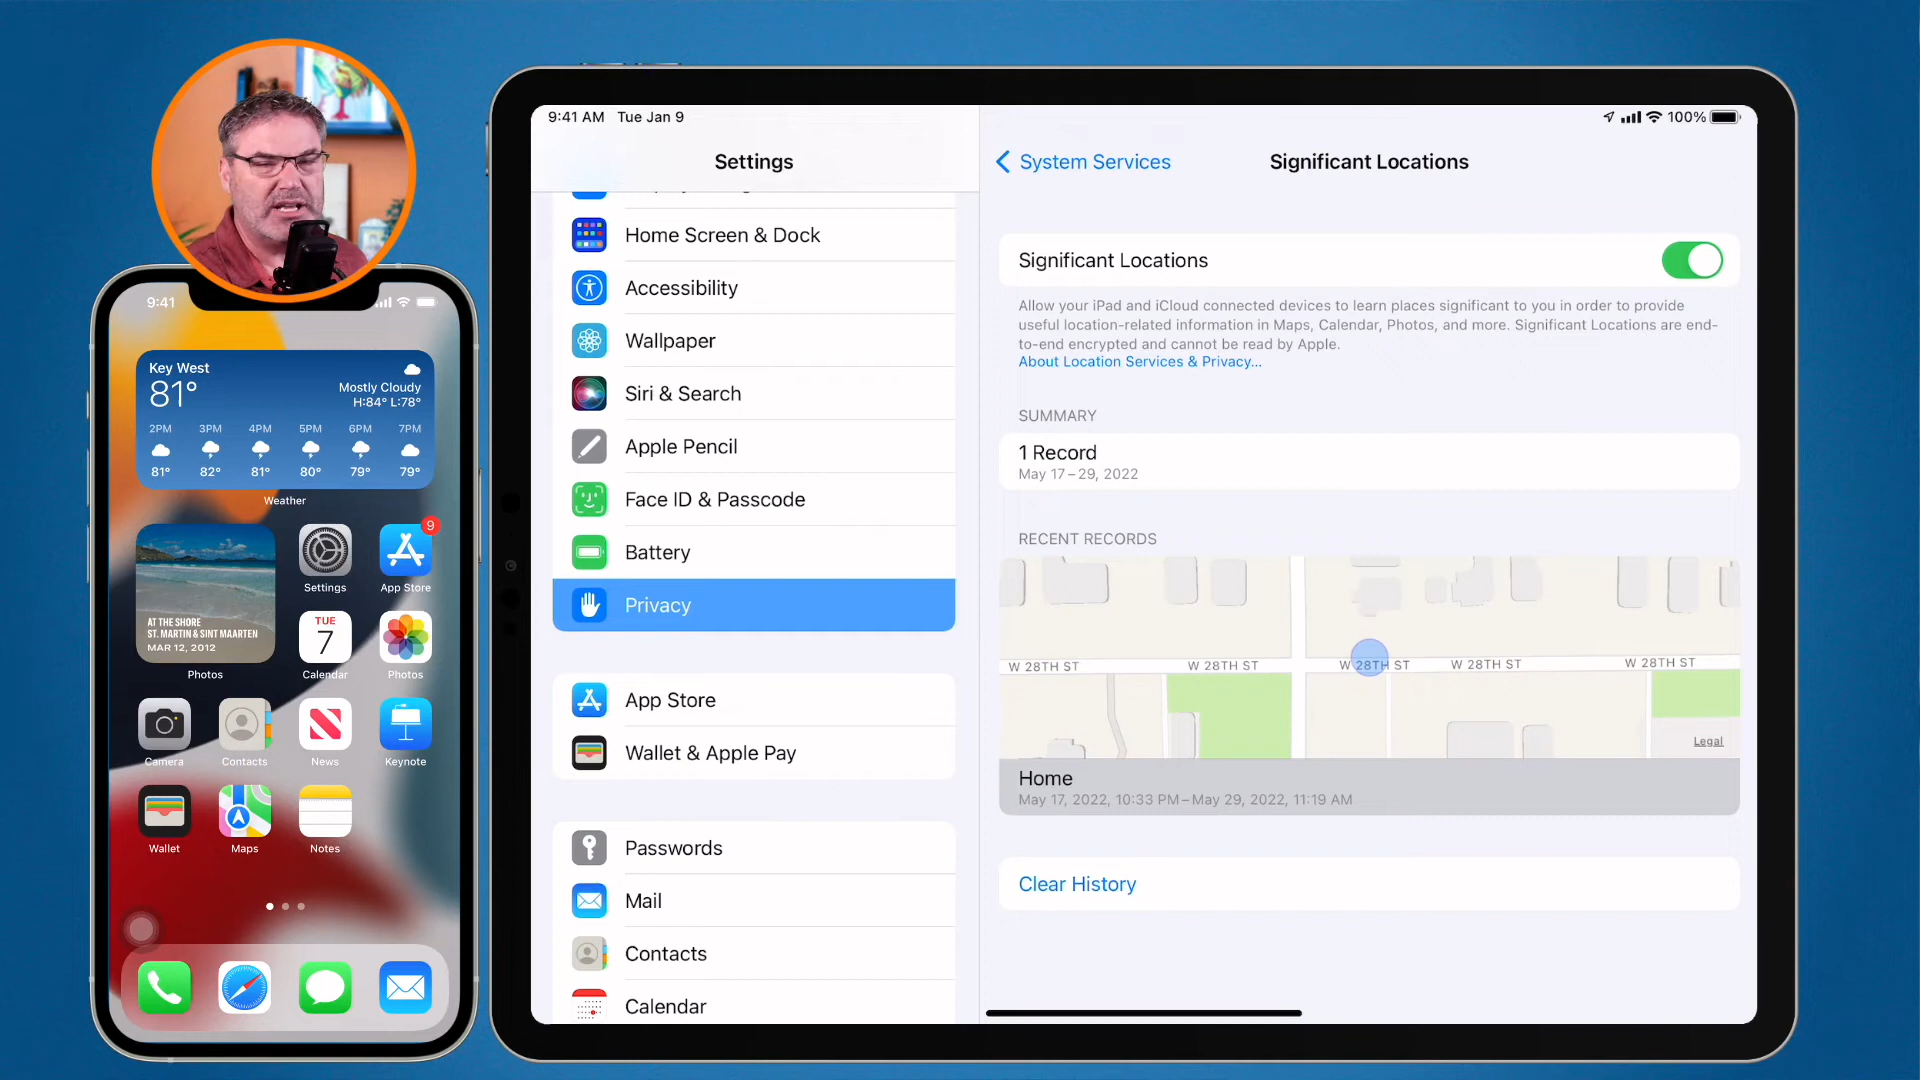 9:41
Key West
81°
Mostly Cloudy
H:84° L:78°
2PM 3PM 4PM 5PM 6PM 7PM
81° 82° 81° 80° 79° 79°
Weather
AT THE SHORE
ST. MARTIN & SINT MAARTEN
MAR 12, 2012
Photos
Settings
9
App Store
TUE
7
Calendar
Photos
Camera
Contacts
News
Keynote
Wallet
Maps
Notes
9:41 AM Tue Jan 9
100%
Settings
Home Screen & Dock
Accessibility
Wallpaper
Siri & Search
Apple Pencil
Face ID & Passcode
Battery
Privacy
App Store
Wallet & Apple Pay
Passwords
Mail
Contacts
Calendar
System Services
Significant Locations
Significant Locations
Allow your iPad and iCloud connected devices to learn places significant to you in order to provide
useful location-related information in Maps, Calendar, Photos, and more. Significant Locations are end-
to-end encrypted and cannot be read by Apple.
About Location Services & Privacy...
SUMMARY
1 Record
May 17 – 29, 2022
RECENT RECORDS
W 28TH ST W 28TH ST W 28TH ST W 28TH ST W 28TH ST
Legal
Home
May 17, 2022, 10:33 PM – May 29, 2022, 11:19 AM
Clear History